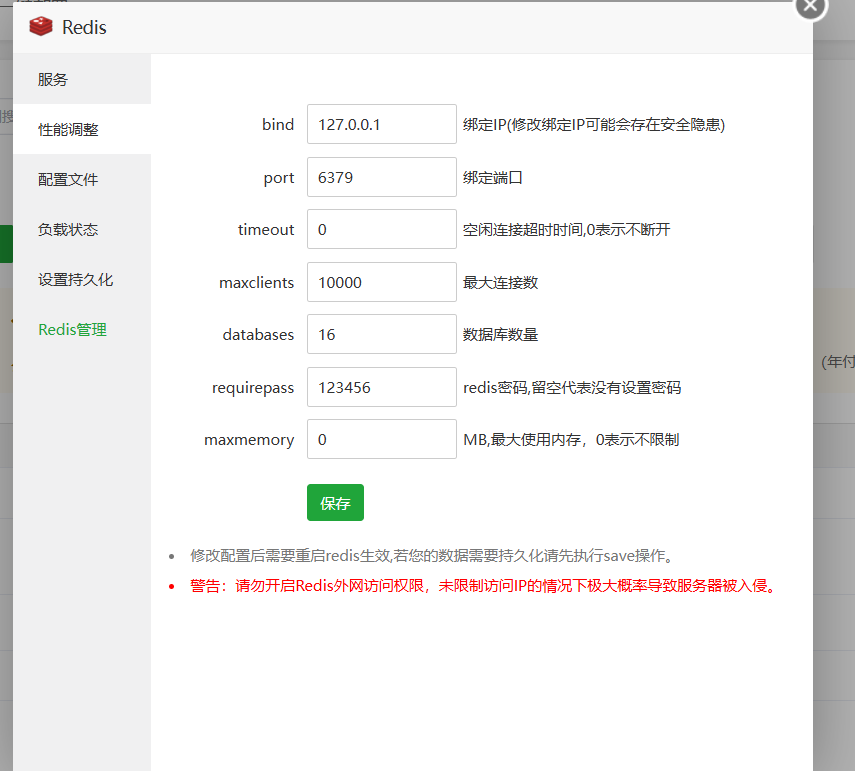 Redis
服务
性能调整
配置文件
负载状态
设置持久化
Redis管理
bind 127.0.0.1 绑定IP(修改绑定IP可能会存在安全隐患)
port 6379 绑定端口
timeout 0 空闲连接超时时间,0表示不断开
maxclients 10000 最大连接数
databases 16 数据库数量
requirepass 123456 redis密码,留空代表没有设置密码
maxmemory 0 MB,最大使用内存，0表示不限制
保存
修改配置后需要重启redis生效,若您的数据需要持久化请先执行save操作。
警告：请勿开启Redis外网访问权限，未限制访问IP的情况下极大概率导致服务器被入侵。
(年付